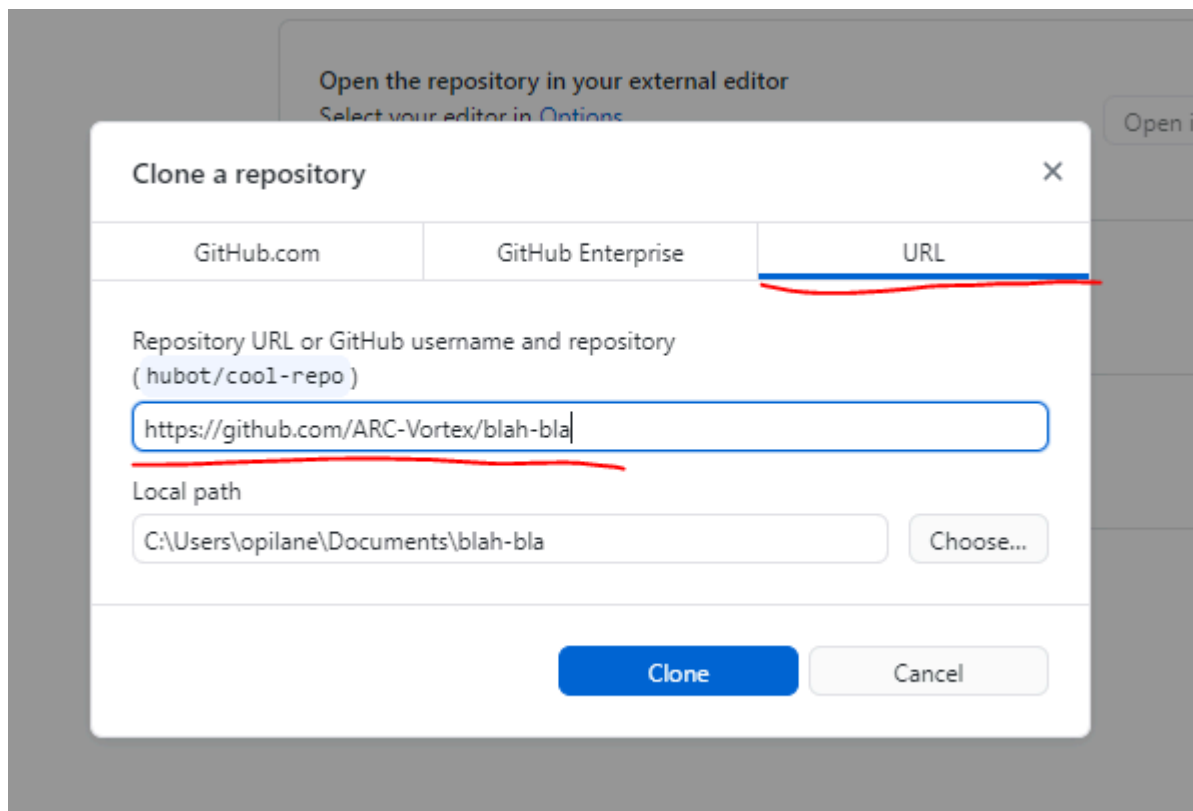 Open the repository in your external editor
Select your editor in Options
Open
Clone a repository
GitHub.com
GitHub Enterprise
URL
Repository URL or GitHub username and repository
(hubot/cool-repo)
https://github.com/ARC-Vortex/blah-bla
Local path
C:\Users\opilane\Documents\blah-bla
Choose...
Clone
Cancel